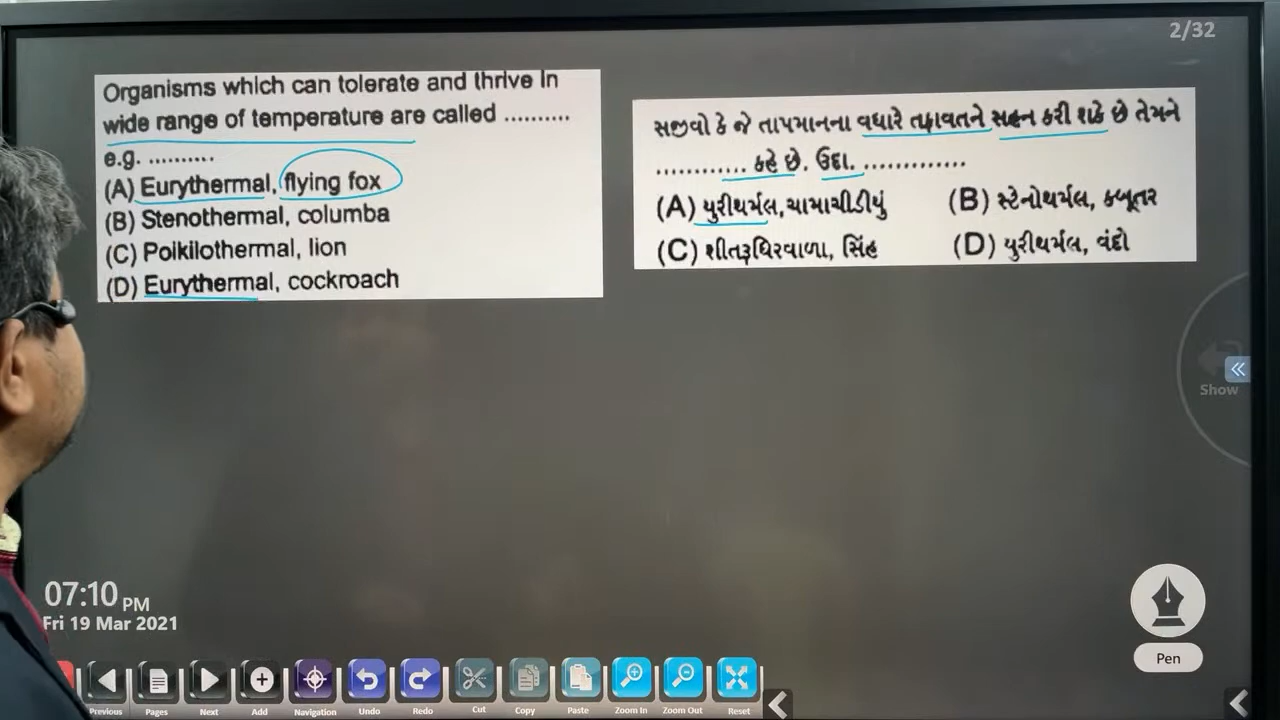 2/32
Organisms which can tolerate and thrive In
wide range of temperature are called ..........
e.g. ..........
(A) Eurythermal, flying fox
(B) Stenothermal, columba
(C) Poikilothermal, lion
(D) Eurythermal, cockroach
સજીવો કે જે તાપમાનના વધારે તફાવતને સહન કરી શકે છે તેમને
............. કહે છે. ઉદા. ..............
(A) યુરીથર્મલ,ચામાચીડીયું (B) સ્ટેનોથર્મલ, કબૂતર
(C) શીતરૂધિરવાળા, સિંહ (D) યુરીથર્મલ, વંદો
Show
07:10 PM
Fri 19 Mar 2021
Pen
Previous Pages Next Add Navigation Undo Redo Cut Copy Paste Zoom In Zoom Out Reset